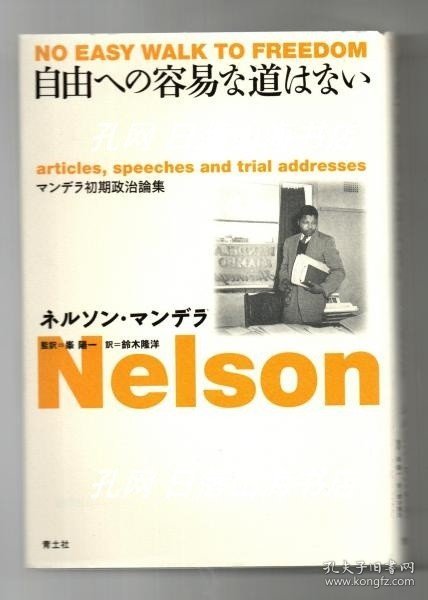 NO EASY WALK TO FREEDOM
自由への容易な道はない
articles, speeches and trial addresses
マンデラ初期政治論集
ネルソン・マンデラ
監訳=峯 陽一 訳=鈴木隆洋
Nelson
青土社
孔夫子旧书网
www.kongfz.com